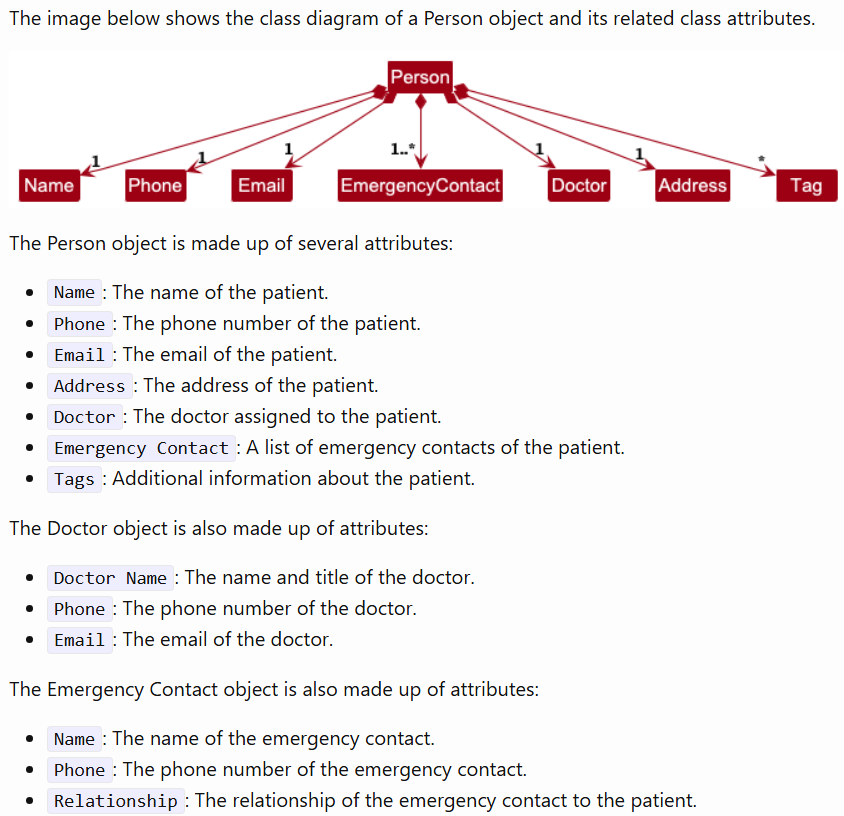 The image below shows the class diagram of a Person object and its related class attributes.
Person
1 1 1 1..* 1 1 *
Name Phone Email EmergencyContact Doctor Address Tag
The Person object is made up of several attributes:
• Name : The name of the patient.
• Phone : The phone number of the patient.
• Email : The email of the patient.
• Address : The address of the patient.
• Doctor : The doctor assigned to the patient.
• Emergency Contact : A list of emergency contacts of the patient.
• Tags : Additional information about the patient.
The Doctor object is also made up of attributes:
• Doctor Name : The name and title of the doctor.
• Phone : The phone number of the doctor.
• Email : The email of the doctor.
The Emergency Contact object is also made up of attributes:
• Name : The name of the emergency contact.
• Phone : The phone number of the emergency contact.
• Relationship : The relationship of the emergency contact to the patient.